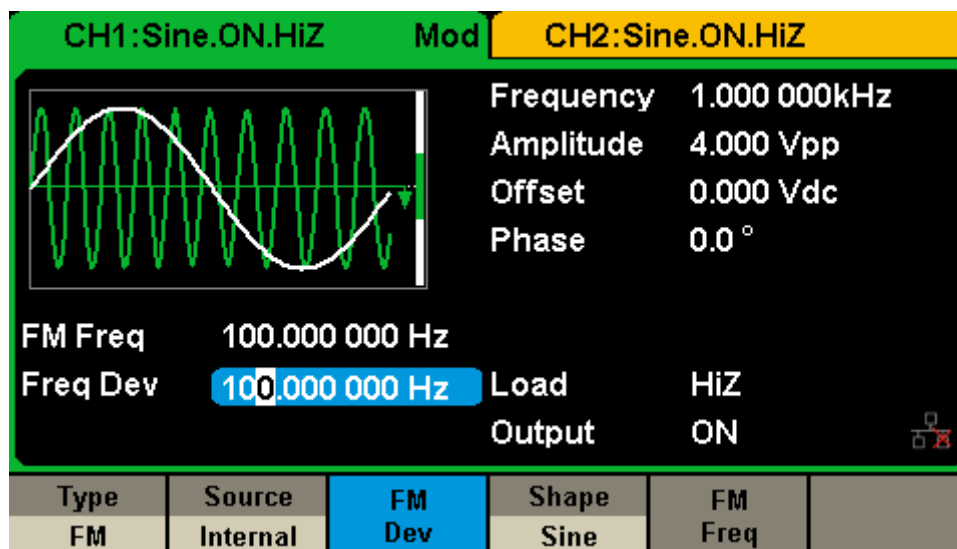 CH1:Sine.ON.HiZ Mod CH2:Sine.ON.HiZ
Frequency 1.000 000kHz
Amplitude 4.000 Vpp
Offset 0.000 Vdc
Phase 0.0 °
FM Freq 100.000 000 Hz
Freq Dev 100.000 000 Hz Load HiZ
Output ON
Type Source FM Shape FM
FM Internal Dev Sine Freq